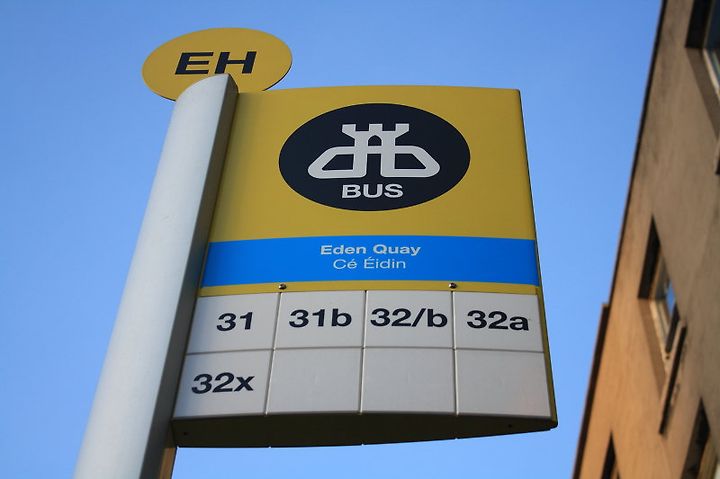 EH
BUS
Eden Quay
Cé Éidin
31 31b 32/b 32a
32x